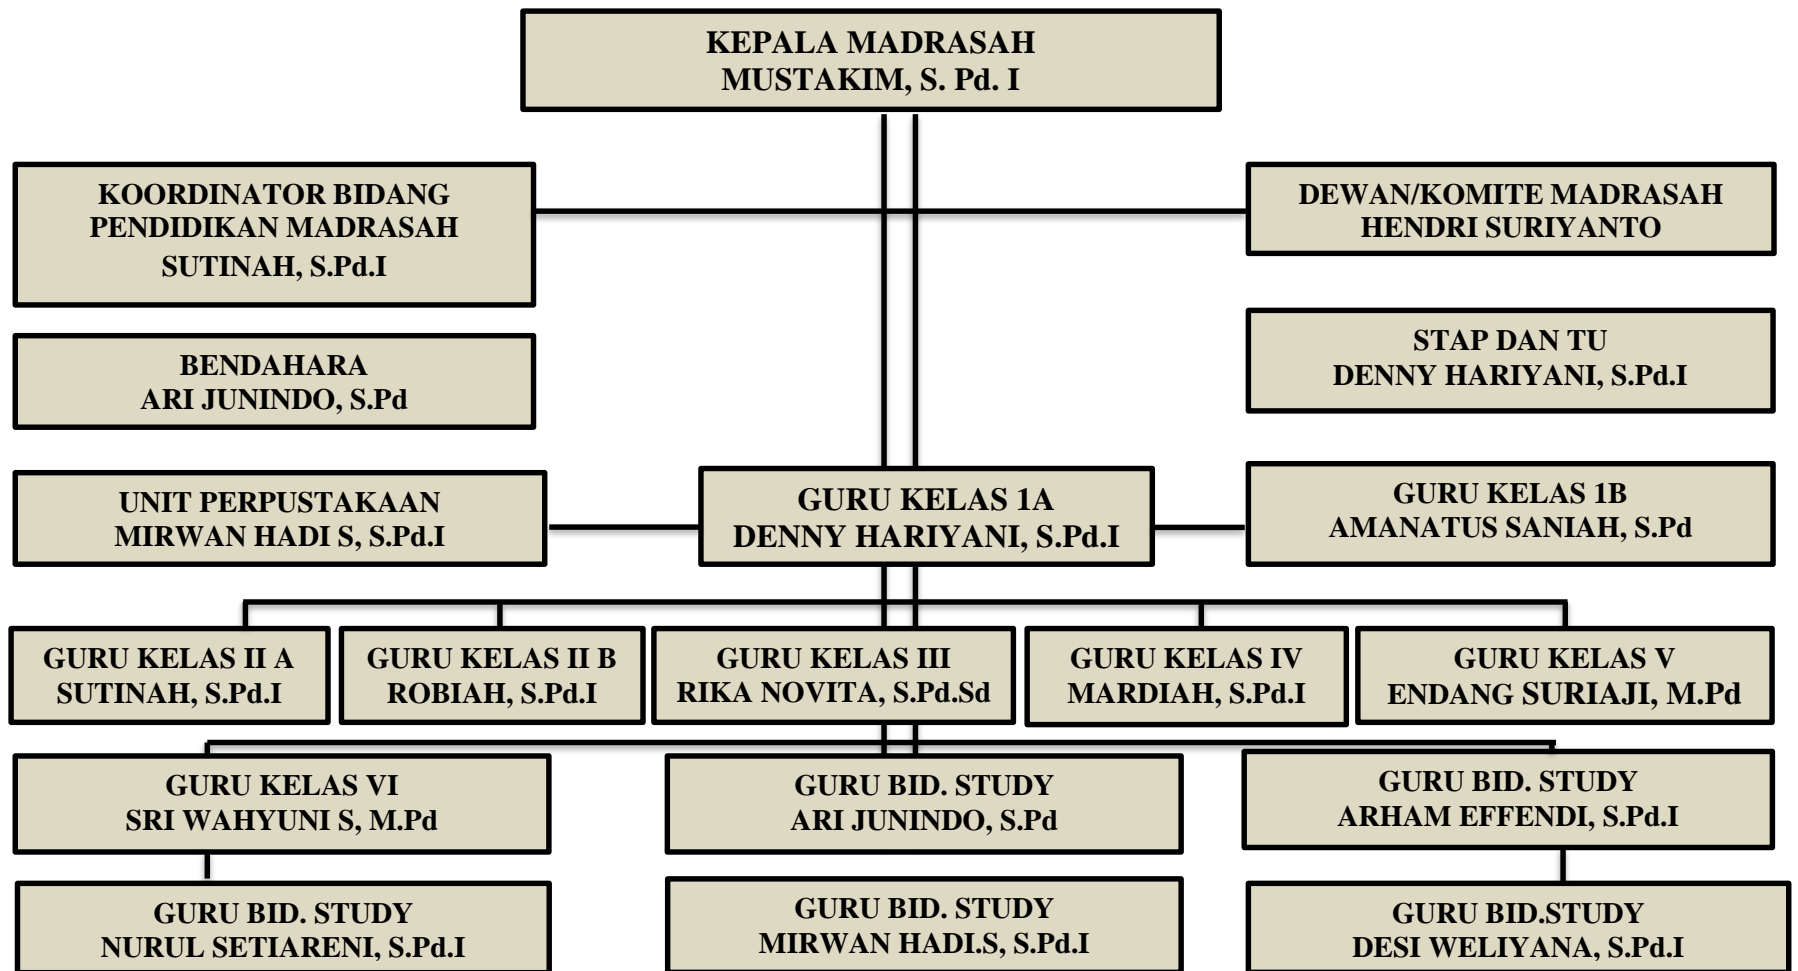 KEPALA MADRASAH
MUSTAKIM, S. Pd. I
KOORDINATOR BIDANG
PENDIDIKAN MADRASAH
SUTINAH, S.Pd.I
DEWAN/KOMITE MADRASAH
HENDRI SURIYANTO
BENDAHARA
ARI JUNINDO, S.Pd
STAP DAN TU
DENNY HARIYANI, S.Pd.I
UNIT PERPUSTAKAAN
MIRWAN HADI S, S.Pd.I
GURU KELAS 1A
DENNY HARIYANI, S.Pd.I
GURU KELAS 1B
AMANATUS SANIAH, S.Pd
GURU KELAS II A
SUTINAH, S.Pd.I
GURU KELAS II B
ROBIAH, S.Pd.I
GURU KELAS III
RIKA NOVITA, S.Pd.Sd
GURU KELAS IV
MARDIAH, S.Pd.I
GURU KELAS V
ENDANG SURIAJI, M.Pd
GURU KELAS VI
SRI WAHYUNI S, M.Pd
GURU BID. STUDY
ARI JUNINDO, S.Pd
GURU BID. STUDY
ARHAM EFFENDI, S.Pd.I
GURU BID. STUDY
NURUL SETIARENI, S.Pd.I
GURU BID. STUDY
MIRWAN HADI.S, S.Pd.I
GURU BID.STUDY
DESI WELIYANA, S.Pd.I